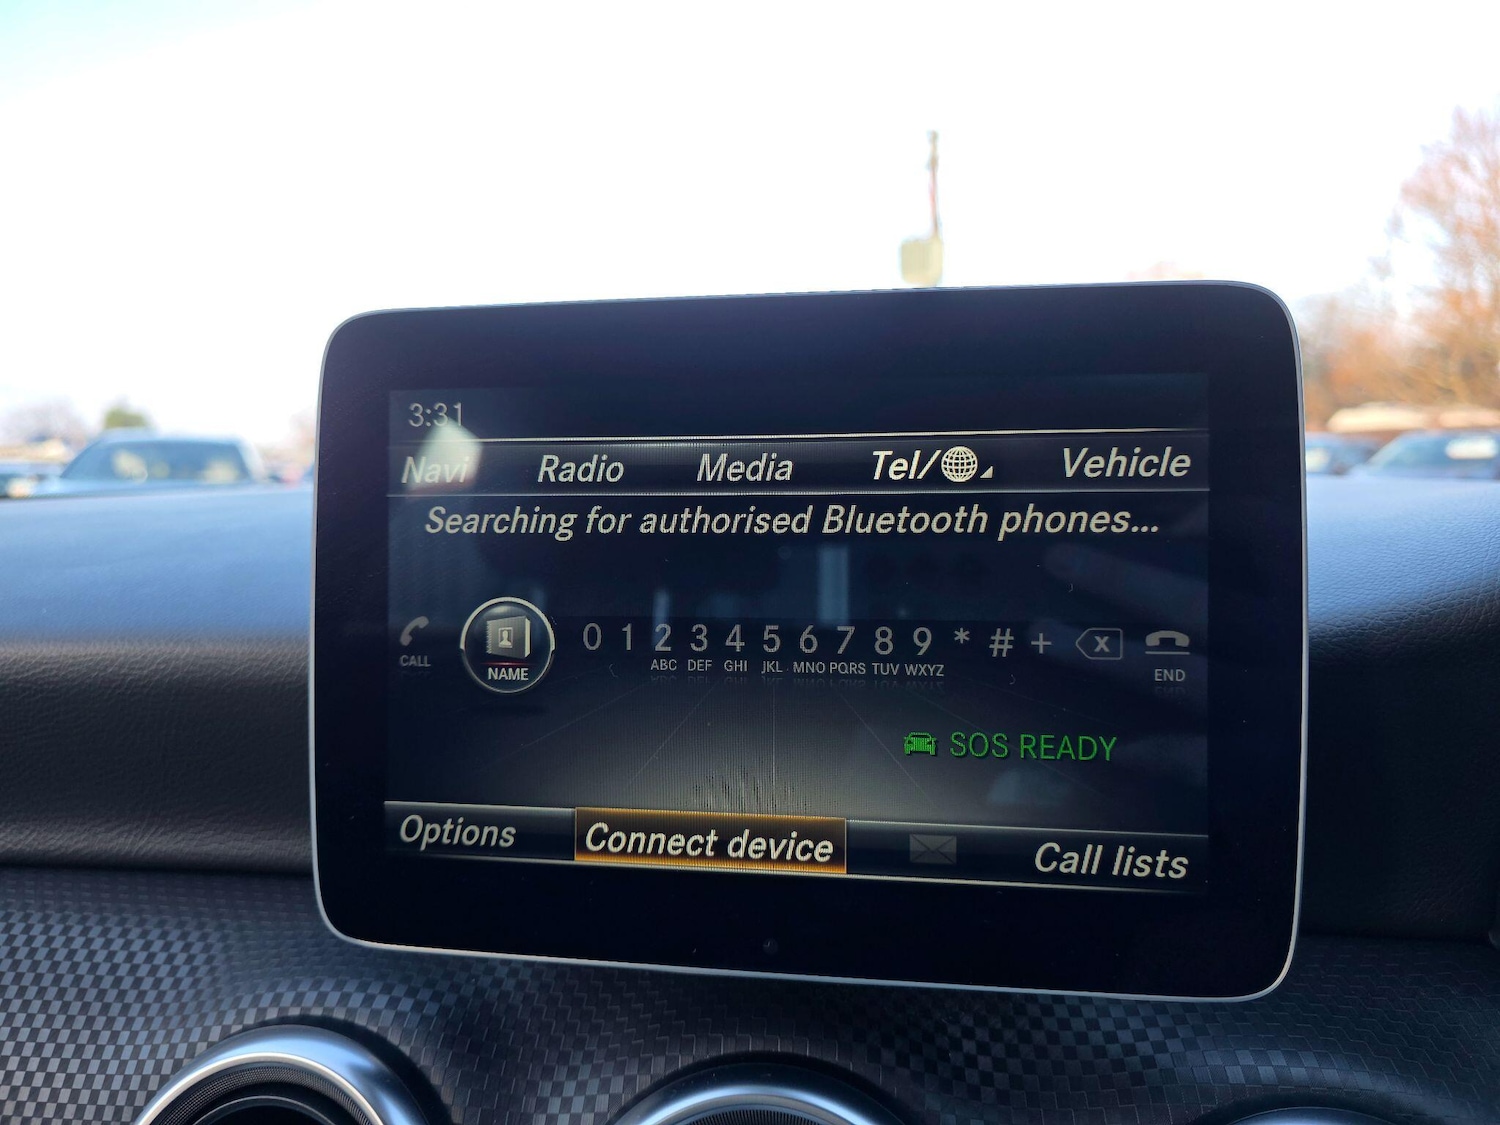 3:31
Navi Radio Media Tel/ Vehicle
Searching for authorised Bluetooth phones...
0 1 2 3 4 5 6 7 8 9 * # + x
CALL NAME ABC DEF GHI JKL MNO PQRS TUV WXYZ END
SOS READY
Options Connect device Call lists